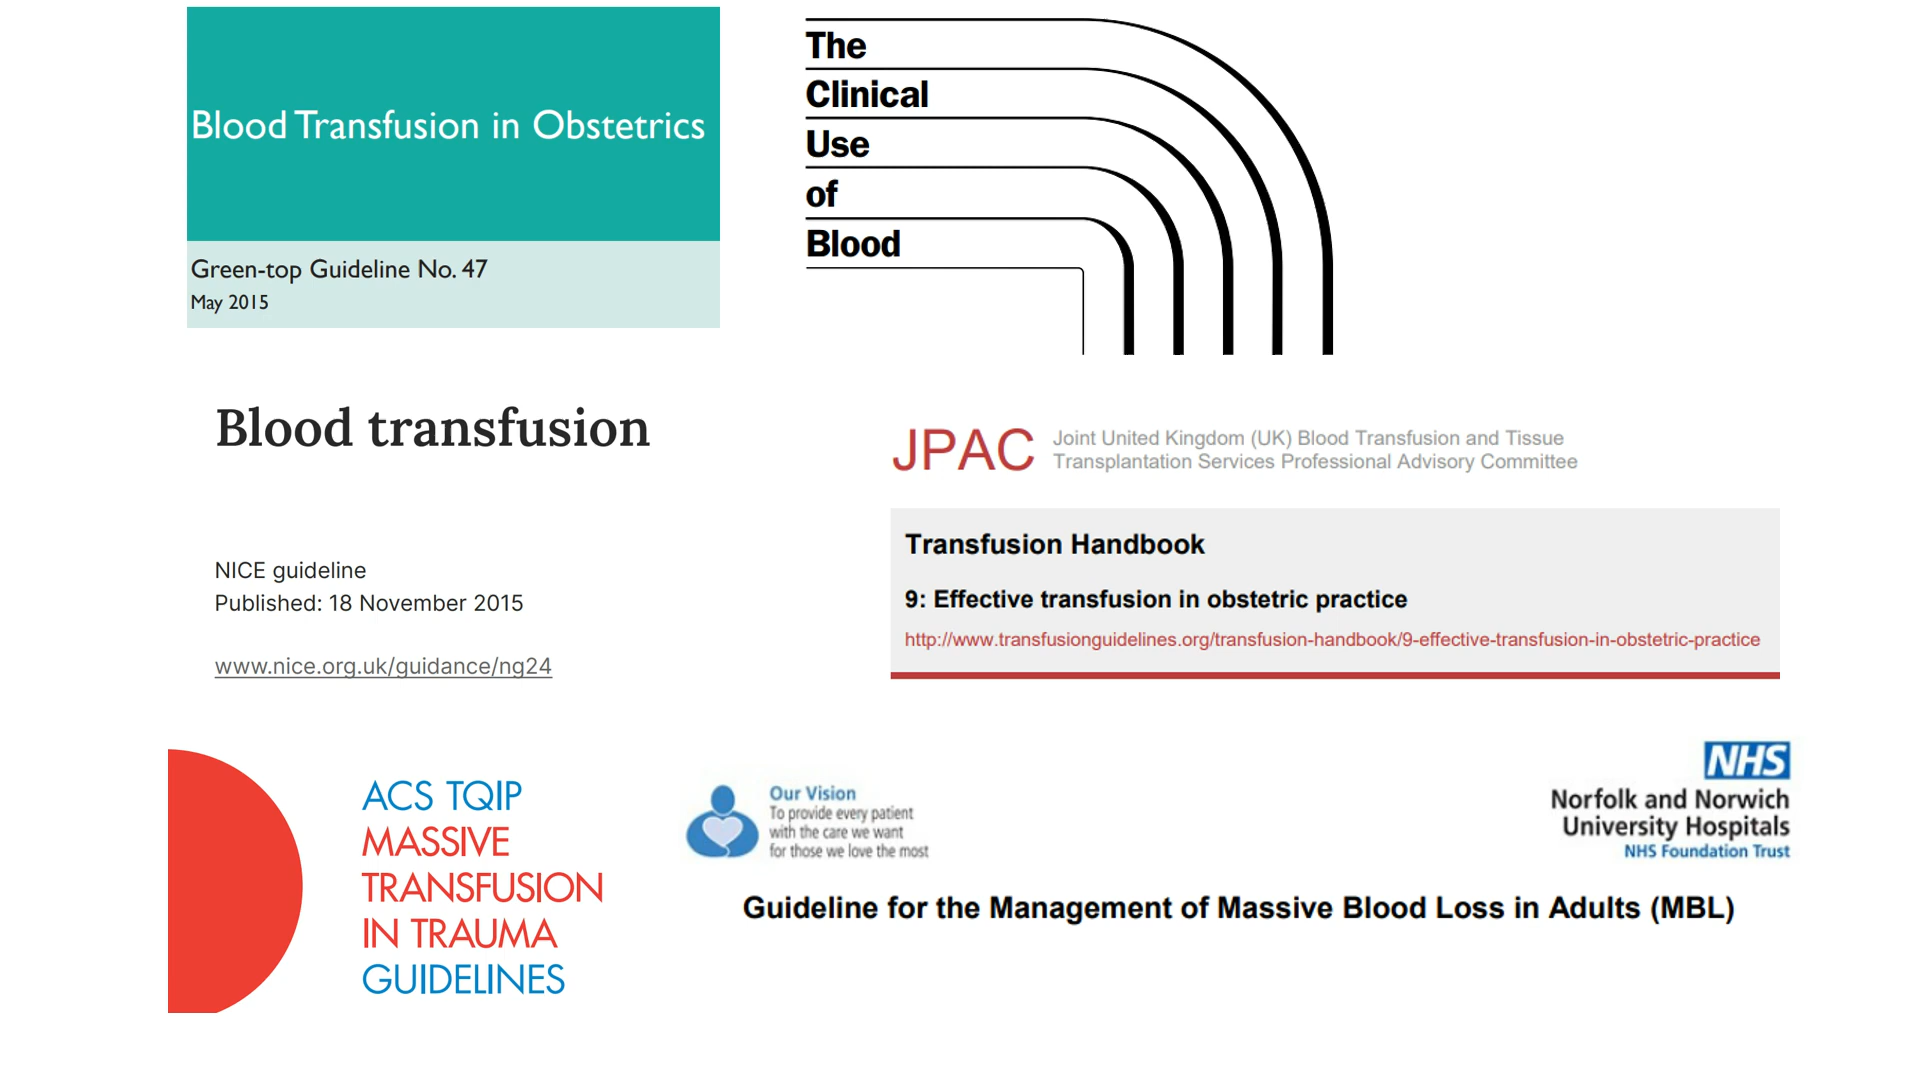 Blood Transfusion in Obstetrics
Green-top Guideline No. 47
May 2015
The
Clinical
Use
of
Blood
Blood transfusion
NICE guideline
Published: 18 November 2015
www.nice.org.uk/guidance/ng24
JPAC
Joint United Kingdom (UK) Blood Transfusion and Tissue
Transplantation Services Professional Advisory Committee
Transfusion Handbook
9: Effective transfusion in obstetric practice
http://www.transfusionguidelines.org/transfusion-handbook/9-effective-transfusion-in-obstetric-practice
ACS TQIP
MASSIVE
TRANSFUSION
IN TRAUMA
GUIDELINES
Our Vision
To provide every patient
with the care we want
for those we love the most
NHS
Norfolk and Norwich
University Hospitals
NHS Foundation Trust
Guideline for the Management of Massive Blood Loss in Adults (MBL)